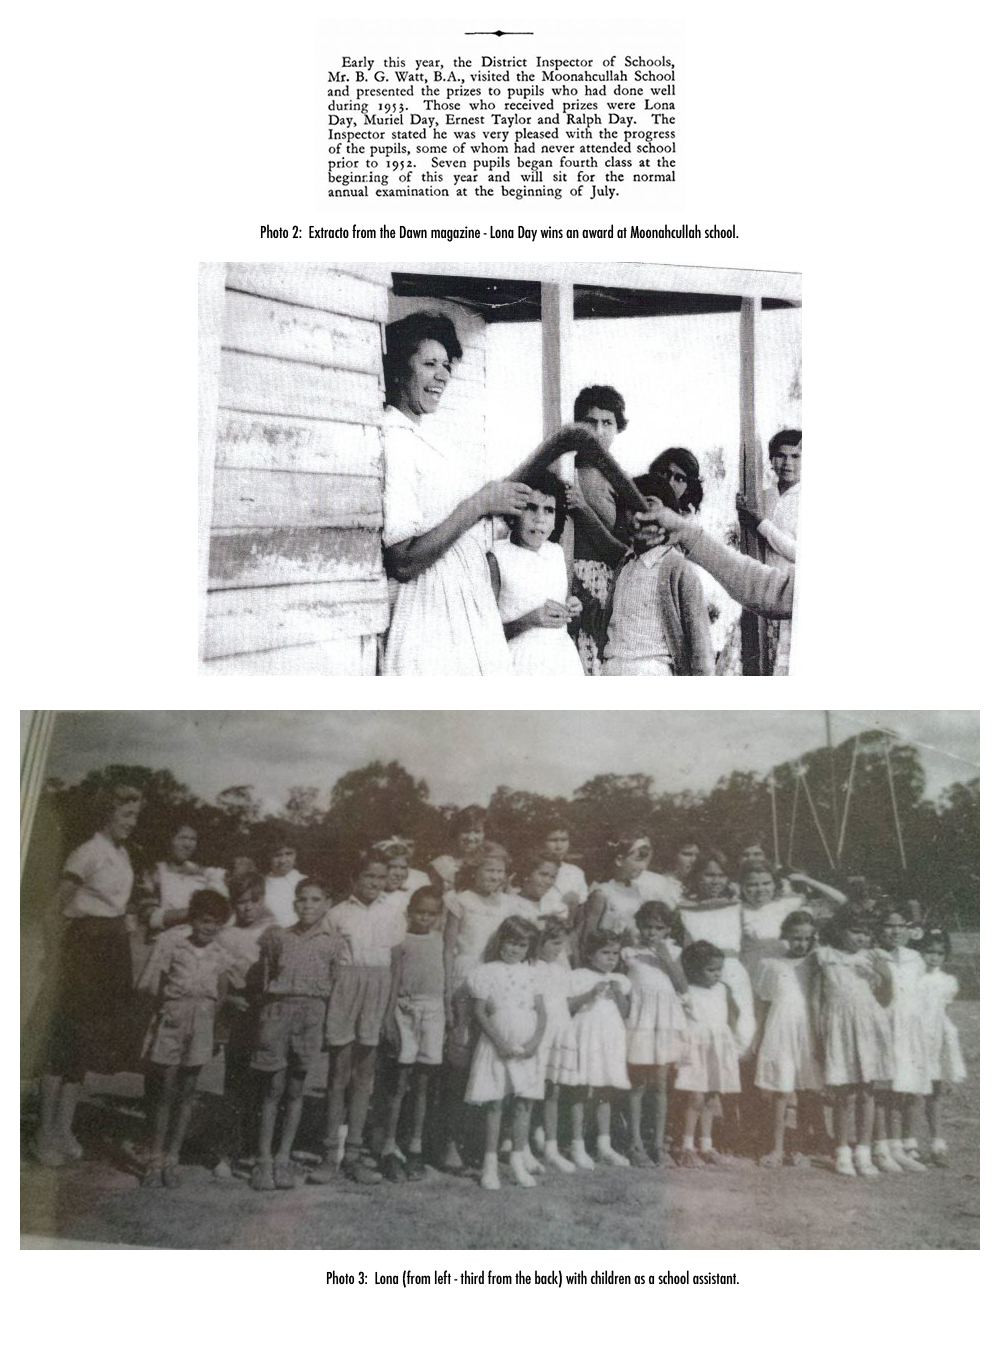 Early this year, the District Inspector of Schools,
Mr. B. G. Watt, B.A., visited the Moonahcullah School
and presented the prizes to pupils who had done well
during 1953. Those who received prizes were Lona
Day, Muriel Day, Ernest Taylor and Ralph Day. The
Inspector stated he was very pleased with the progress
of the pupils, some of whom had never attended school
prior to 1952. Seven pupils began fourth class at the
beginning of this year and will sit for the normal
annual examination at the beginning of July.
Photo 2: Extracto from the Dawn magazine - Lona Day wins an award at Moonahcullah school.
Photo 3: Lona (from left - third from the back) with children as a school assistant.